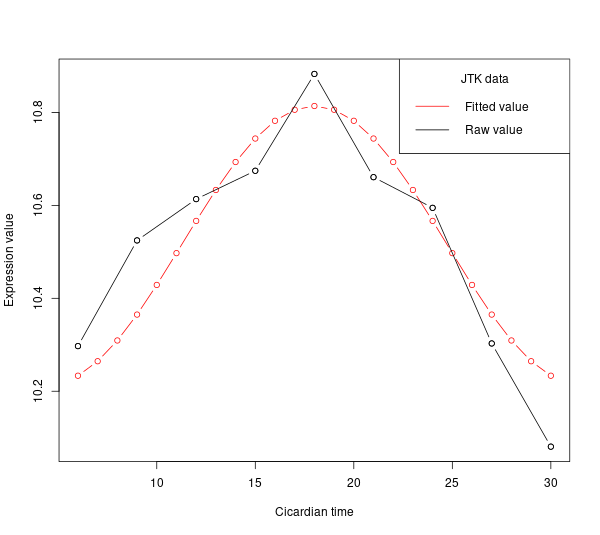 JTK data
Fitted value
Raw value
Expression value
10.8
10.6
10.4
10.2
10 15 20 25 30
Cicardian time